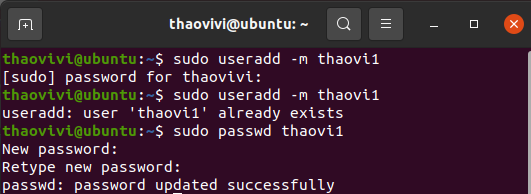 thaovivi@ubuntu: ~
thaovivi@ubuntu:~$ sudo useradd -m thaovi1
[sudo] password for thaovivi:
thaovivi@ubuntu:~$ sudo useradd -m thaovi1
useradd: user 'thaovi1' already exists
thaovivi@ubuntu:~$ sudo passwd thaovi1
New password:
Retype new password:
passwd: password updated successfully